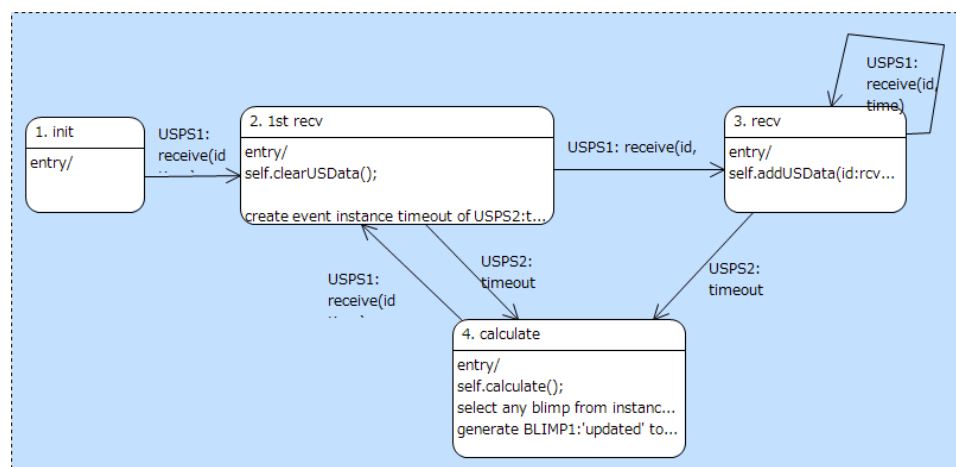 USPS1:
receive(id,
time)
1. init
entry/
USPS1:
receive(id
2. 1st recv
entry/
self.clearUSData();
create event instance timeout of USPS2:t...
USPS1: receive(id,
3. recv
entry/
self.addUSData(id:rcv...
USPS1:
receive(id
USPS2:
timeout
USPS2:
timeout
4. calculate
entry/
self.calculate();
select any blimp from instanc...
generate BLIMP1:'updated' to...